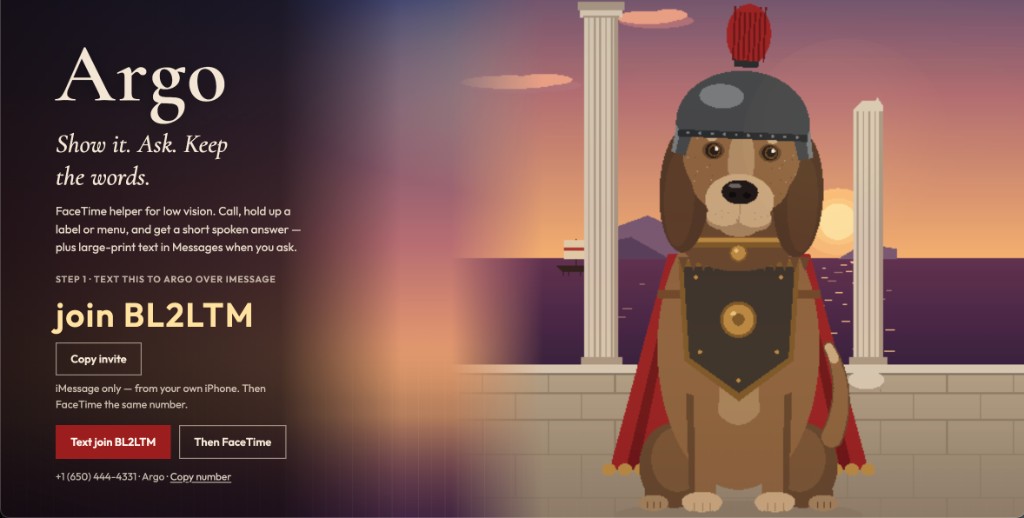 Argo
Show it. Ask. Keep
the words.
FaceTime helper for low vision. Call, hold up a
label or menu, and get a short spoken answer —
plus large-print text in Messages when you ask.
STEP 1 · TEXT THIS TO ARGO OVER IMESSAGE
join BL2LTM
Copy invite
iMessage only — from your own iPhone. Then
FaceTime the same number.
Text join BL2LTM
Then FaceTime
+1 (650) 444-4331 · Argo · Copy number